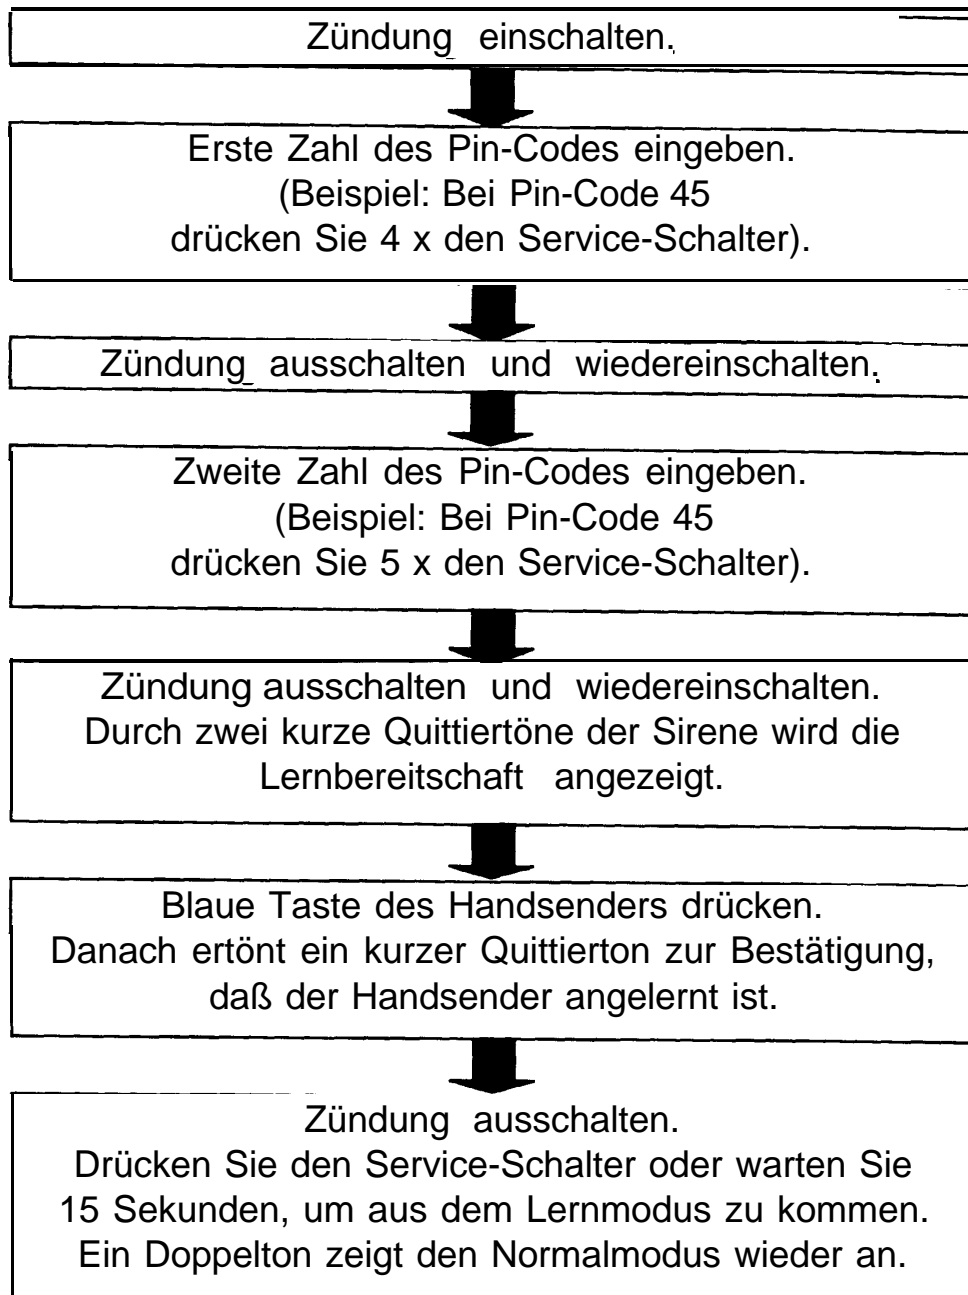 Zündung einschalten.
Erste Zahl des Pin-Codes eingeben.
(Beispiel: Bei Pin-Code 45
drücken Sie 4 x den Service-Schalter).
Zündung ausschalten und wiedereinschalten.
Zweite Zahl des Pin-Codes eingeben.
(Beispiel: Bei Pin-Code 45
drücken Sie 5 x den Service-Schalter).
Zündung ausschalten und wiedereinschalten.
Durch zwei kurze Quittiertöne der Sirene wird die
Lernbereitschaft angezeigt.
Blaue Taste des Handsenders drücken.
Danach ertönt ein kurzer Quittierton zur Bestätigung,
daß der Handsender angelernt ist.
Zündung ausschalten.
Drücken Sie den Service-Schalter oder warten Sie
15 Sekunden, um aus dem Lernmodus zu kommen.
Ein Doppelton zeigt den Normalmodus wieder an.